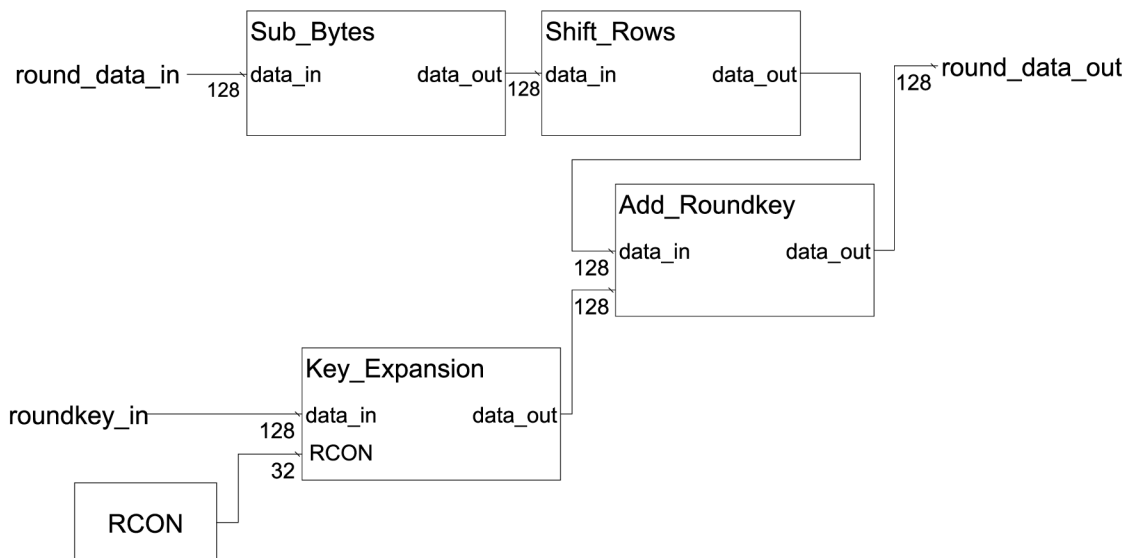 Sub_Bytes
Shift_Rows
round_data_in
data_in
data_out
data_in
data_out
round_data_out
128
128
128
Add_Roundkey
data_in
data_out
128
128
Key_Expansion
roundkey_in
data_in
data_out
128
RCON
32
RCON